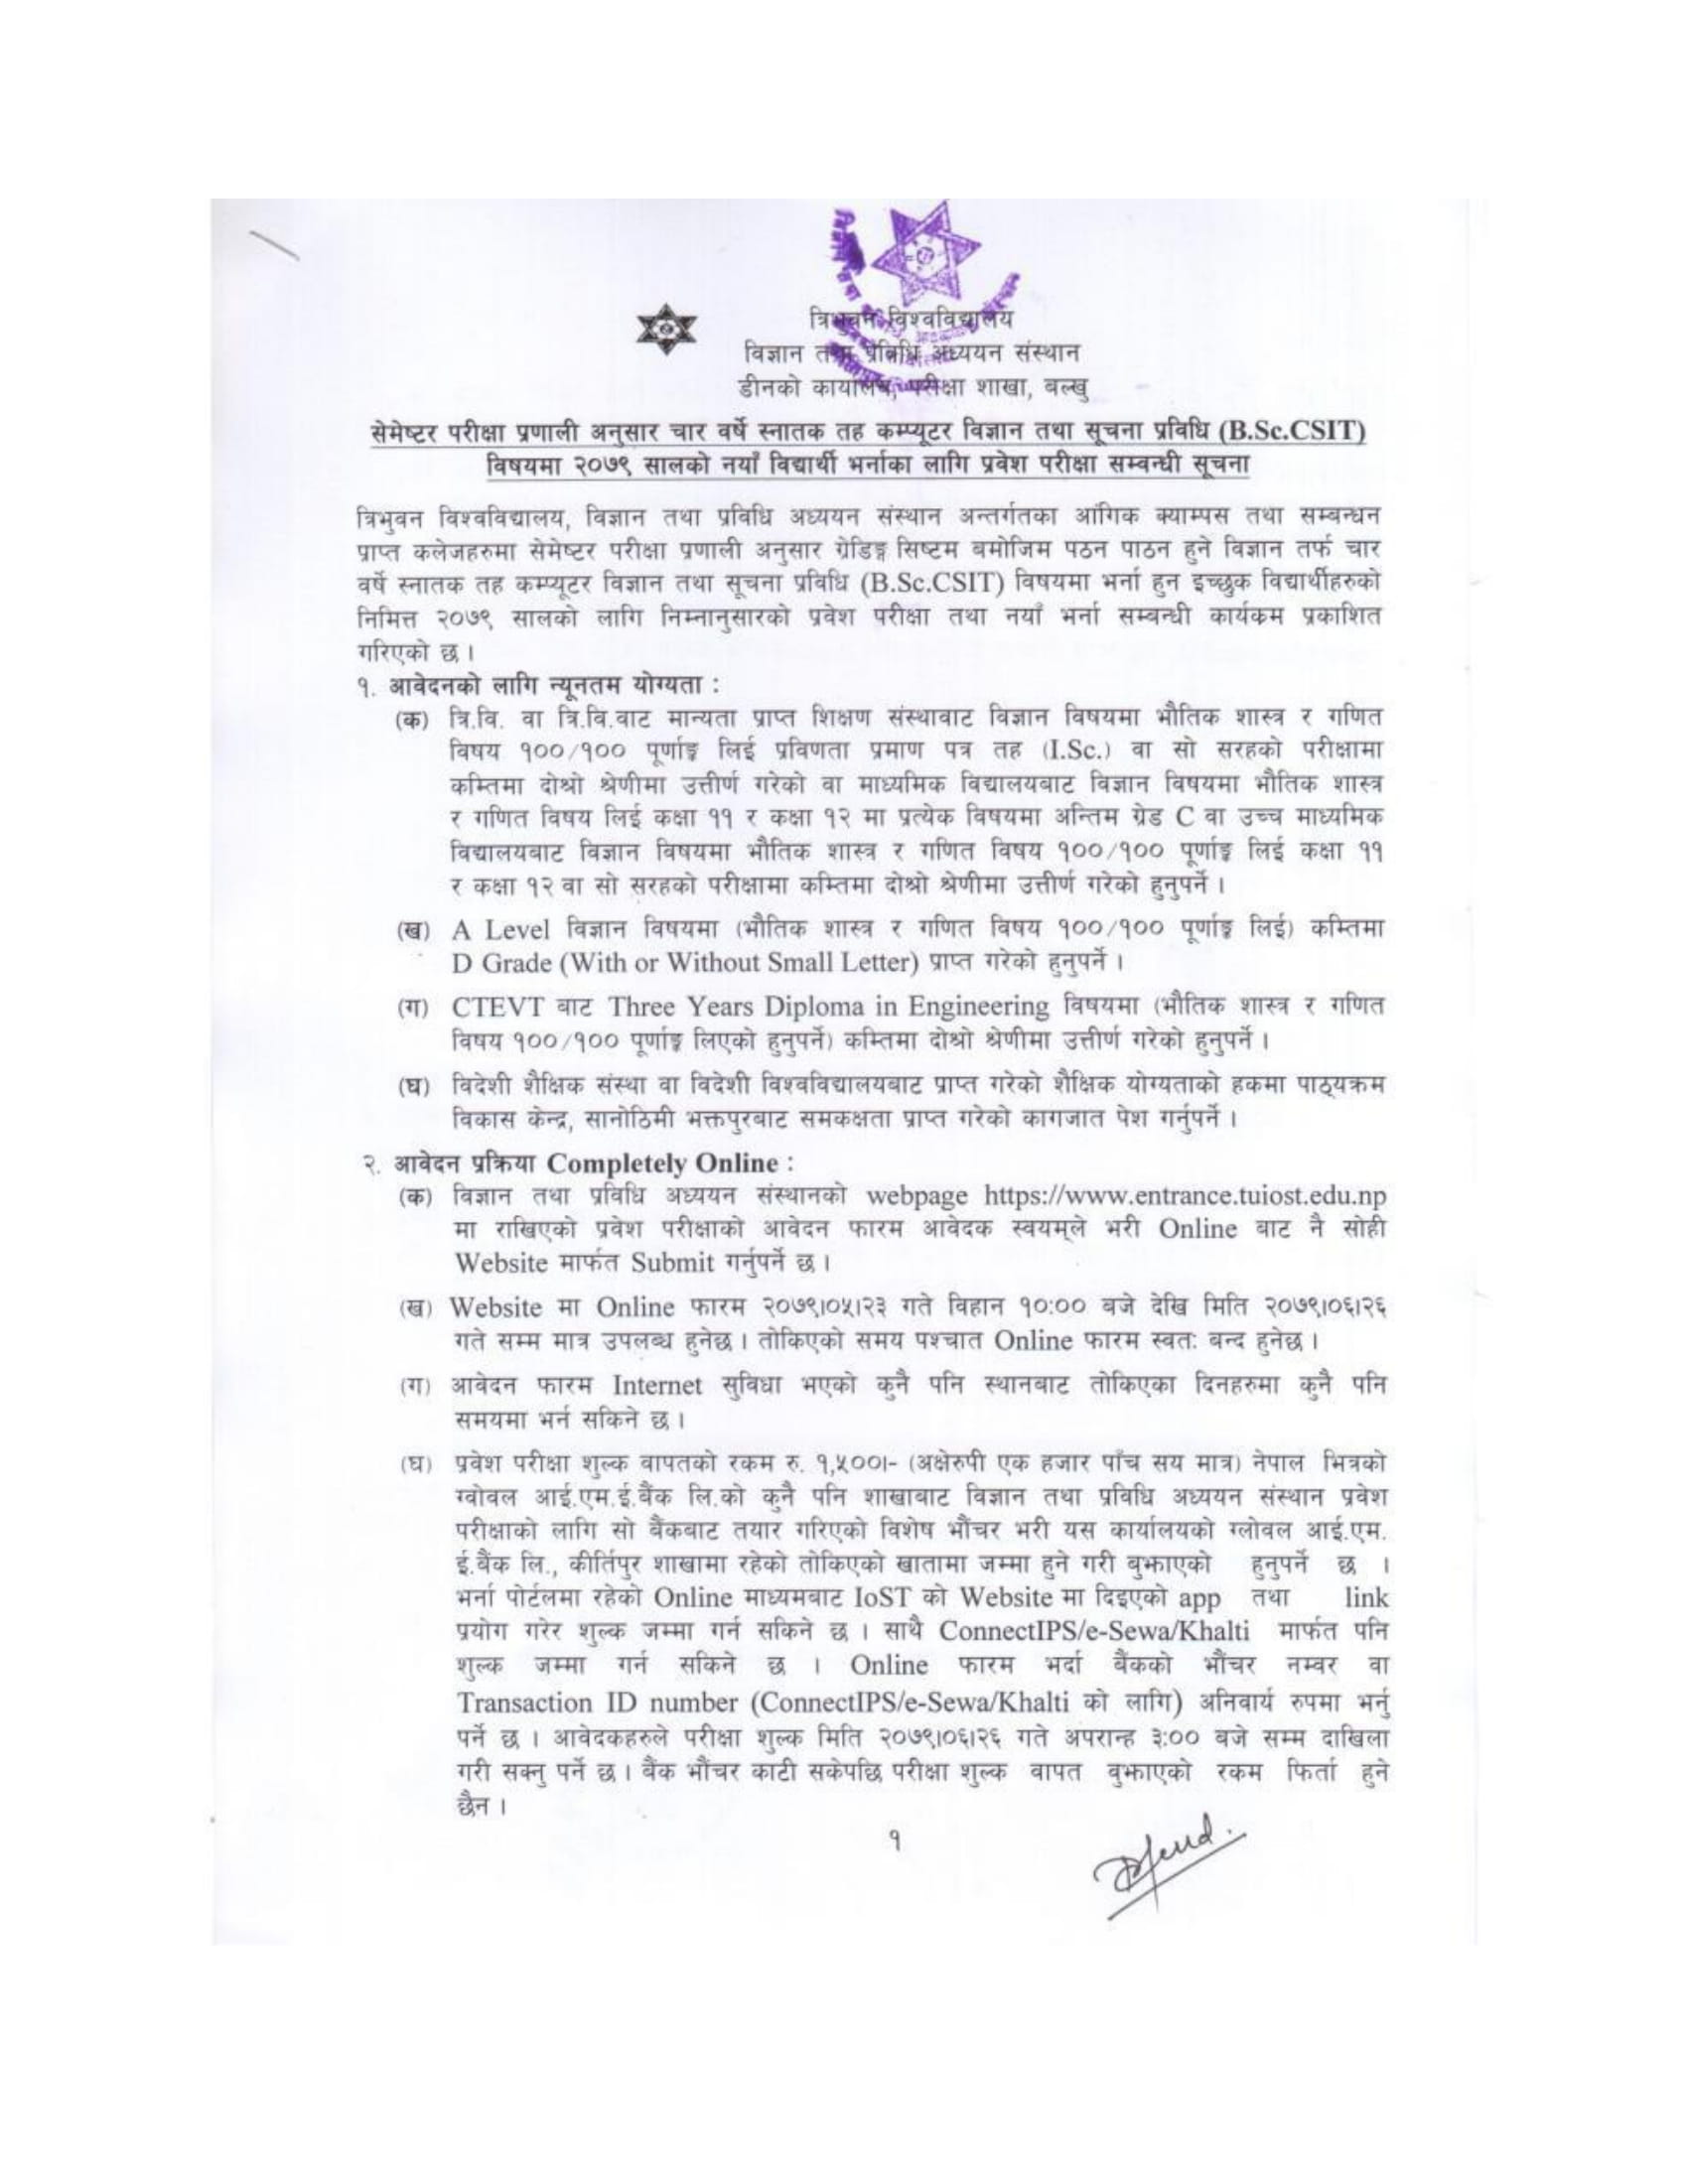 त्रिभुवन विश्वविद्यालय
विज्ञान तथा प्रविधि अध्ययन संस्थान
डीनको कार्यालय, परीक्षा शाखा, बल्खु
सेमेष्टर परीक्षा प्रणाली अनुसार चार वर्षे स्नातक तह कम्प्यूटर विज्ञान तथा सूचना प्रविधि (B.Sc.CSIT)
विषयमा २०७९ सालको नयाँ विद्यार्थी भर्नाका लागि प्रवेश परीक्षा सम्बन्धी सूचना
त्रिभुवन विश्वविद्यालय, विज्ञान तथा प्रविधि अध्ययन संस्थान अन्तर्गतका आंगिक क्याम्पस तथा सम्बन्धन
प्राप्त कलेजहरुमा सेमेष्टर परीक्षा प्रणाली अनुसार ग्रेडिङ्ग सिष्टम बमोजिम पठन पाठन हुने विज्ञान तर्फ चार
वर्षे स्नातक तह कम्प्यूटर विज्ञान तथा सूचना प्रविधि (B.Sc.CSIT) विषयमा भर्ना हुन इच्छुक विद्यार्थीहरुको
निमित्त २०७९ सालको लागि निम्नानुसारको प्रवेश परीक्षा तथा नयाँ भर्ना सम्बन्धी कार्यक्रम प्रकाशित
गरिएको छ ।
१. आवेदनको लागि न्यूनतम योग्यता :
(क) त्रि.वि. वा त्रि.वि.वाट मान्यता प्राप्त शिक्षण संस्थावाट विज्ञान विषयमा भौतिक शास्त्र र गणित
विषय १००/१०० पूर्णाङ्क लिई प्रविणता प्रमाण पत्र तह (I.Sc.) वा सो सरहको परीक्षामा
कम्तिमा दोश्रो श्रेणीमा उत्तीर्ण गरेको वा माध्यमिक विद्यालयबाट विज्ञान विषयमा भौतिक शास्त्र
र गणित विषय लिई कक्षा ११ र कक्षा १२ मा प्रत्येक विषयमा अन्तिम ग्रेड C वा उच्च माध्यमिक
विद्यालयबाट विज्ञान विषयमा भौतिक शास्त्र र गणित विषय १००/१०० पूर्णाङ्क लिई कक्षा ११
र कक्षा १२ वा सो सरहको परीक्षामा कम्तिमा दोश्रो श्रेणीमा उत्तीर्ण गरेको हुनुपर्ने ।
(ख) A Level विज्ञान विषयमा (भौतिक शास्त्र र गणित विषय १००/१०० पूर्णाङ्क लिई) कम्तिमा
D Grade (With or Without Small Letter) प्राप्त गरेको हुनुपर्ने ।
(ग) CTEVT बाट Three Years Diploma in Engineering विषयमा (भौतिक शास्त्र र गणित
विषय १००/१०० पूर्णाङ्क लिएको हुनुपर्ने) कम्तिमा दोश्रो श्रेणीमा उत्तीर्ण गरेको हुनुपर्ने ।
(घ) विदेशी शैक्षिक संस्था वा विदेशी विश्वविद्यालयबाट प्राप्त गरेको शैक्षिक योग्यताको हकमा पाठ्यक्रम
विकास केन्द्र, सानोठिमी भक्तपुरबाट समकक्षता प्राप्त गरेको कागजात पेश गर्नुपर्ने ।
२. आवेदन प्रक्रिया Completely Online :
(क) विज्ञान तथा प्रविधि अध्ययन संस्थानको webpage https://www.entrance.tuiost.edu.np
मा राखिएको प्रवेश परीक्षाको आवेदन फारम आवेदक स्वयम्ले भरी Online बाट नै सोही
Website मार्फत Submit गर्नुपर्ने छ ।
(ख) Website मा Online फारम २०७९।०५।२३ गते विहान १०:०० बजे देखि मिति २०७९।०६।२६
गते सम्म मात्र उपलब्ध हुनेछ । तोकिएको समय पश्चात Online फारम स्वत: बन्द हुनेछ ।
(ग) आवेदन फारम Internet सुविधा भएको कुनै पनि स्थानबाट तोकिएका दिनहरुमा कुनै पनि
समयमा भर्न सकिने छ ।
(घ) प्रवेश परीक्षा शुल्क वापतको रकम रु. १,५००।- (अक्षेरुपी एक हजार पाँच सय मात्र) नेपाल भित्रको
ग्वोवल आई.एम.ई.बैंक लि.को कुनै पनि शाखाबाट विज्ञान तथा प्रविधि अध्ययन संस्थान प्रवेश
परीक्षाको लागि सो बैंकबाट तयार गरिएको विशेष भौंचर भरी यस कार्यालयको ग्लोवल आई.एम.
ई.बैंक लि., कीर्तिपुर शाखामा रहेको तोकिएको खातामा जम्मा हुने गरी बुझाएको हुनुपर्ने छ ।
भर्ना पोर्टलमा रहेको Online माध्यमबाट IoST को Website मा दिइएको app तथा link
प्रयोग गरेर शुल्क जम्मा गर्न सकिने छ । साथै ConnectIPS/e-Sewa/Khalti मार्फत पनि
शुल्क जम्मा गर्न सकिने छ । Online फारम भर्दा बैंकको भौंचर नम्वर वा
Transaction ID number (ConnectIPS/e-Sewa/Khalti को लागि) अनिवार्य रुपमा भर्नु
पर्ने छ । आवेदकहरुले परीक्षा शुल्क मिति २०७९।०६।२६ गते अपरान्ह ३:०० बजे सम्म दाखिला
गरी सक्नु पर्ने छ । बैंक भौंचर काटी सकेपछि परीक्षा शुल्क वापत बुझाएको रकम फिर्ता हुने
छैन ।
१